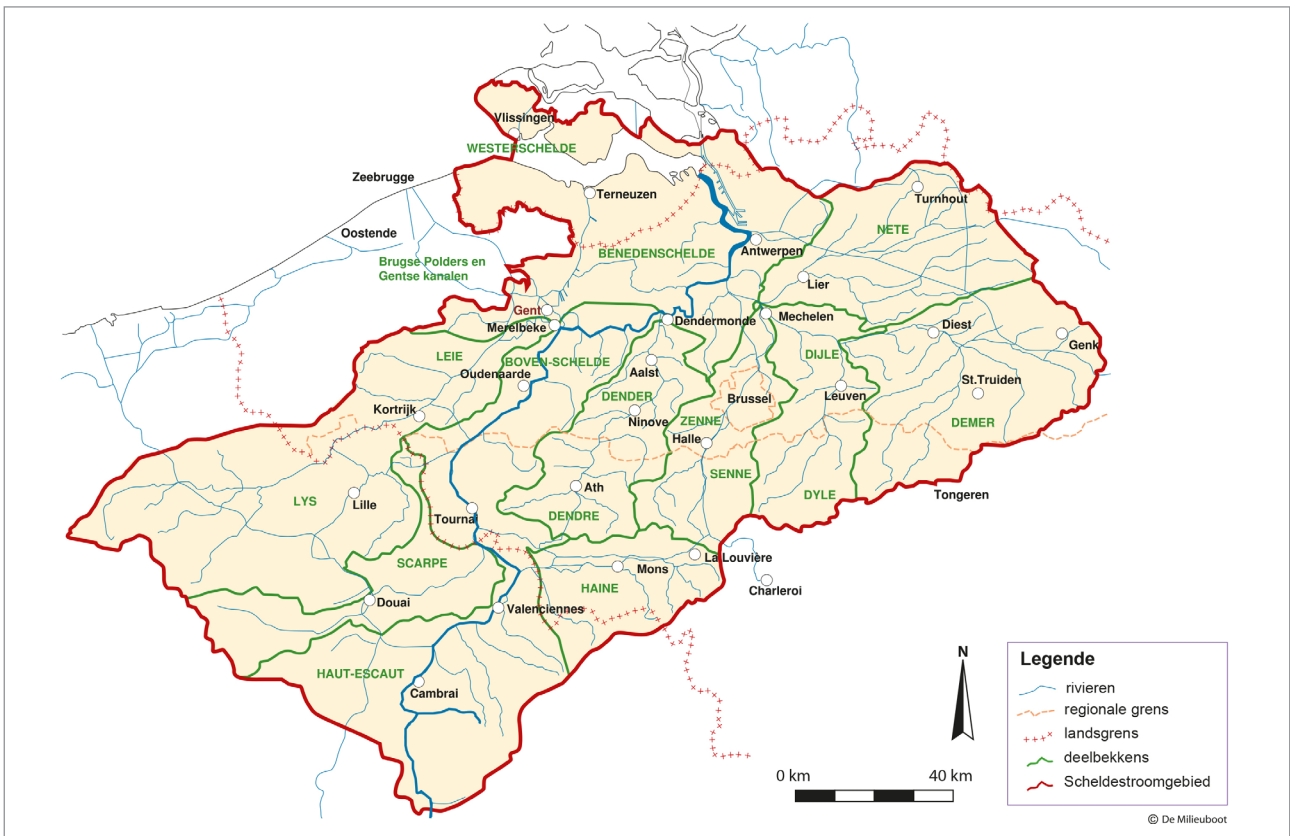 Vlissingen
WESTERSCHELDE
Zeebrugge
Terneuzen
Turnhout
Oostende
NETE
Antwerpen
BENEDENSCHELDE
Brugse Polders en
Gentse kanalen
Lier
Gent
Merelbeke
Dendermonde
Mechelen
Diest
Genk
LEIE
BOVEN-SCHELDE
DIJLE
Oudenaarde
Aalst
St.Truiden
DENDER
Brussel
Leuven
Kortrijk
Ninove
ZENNE
DEMER
Halle
SENNE
LYS
Lille
Ath
DYLE
Tongeren
Tournai
DENDRE
SCARPE
La Louvière
Mons
HAINE
Charleroi
Douai
Valenciennes
HAUT-ESCAUT
Cambrai
N
Legende
rivieren
regionale grens
landsgrens
deelbekkens
Scheldestroomgebied
0 km
40 km
© De Milieuboot